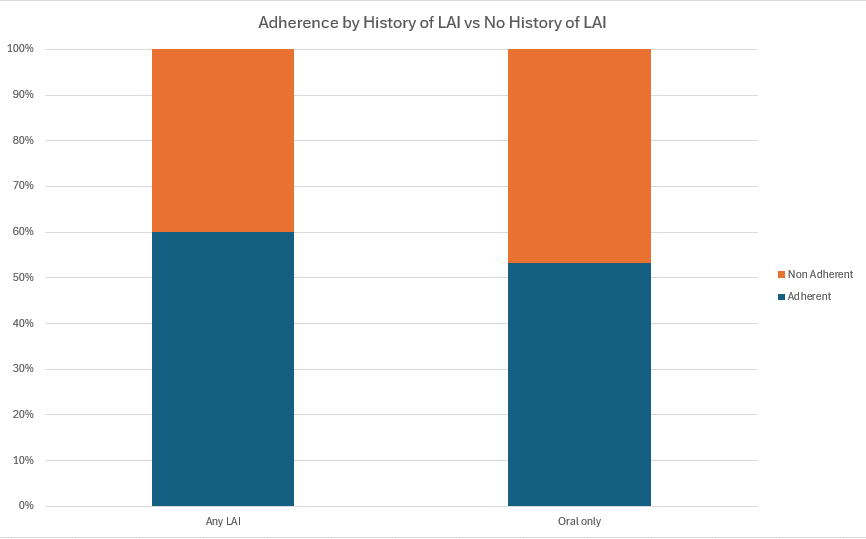 Adherence by History of LAI vs No History of LAI
100%
90%
80%
70%
60%
50%
40%
30%
20%
10%
0%
Any LAI
Oral only
Non Adherent
Adherent